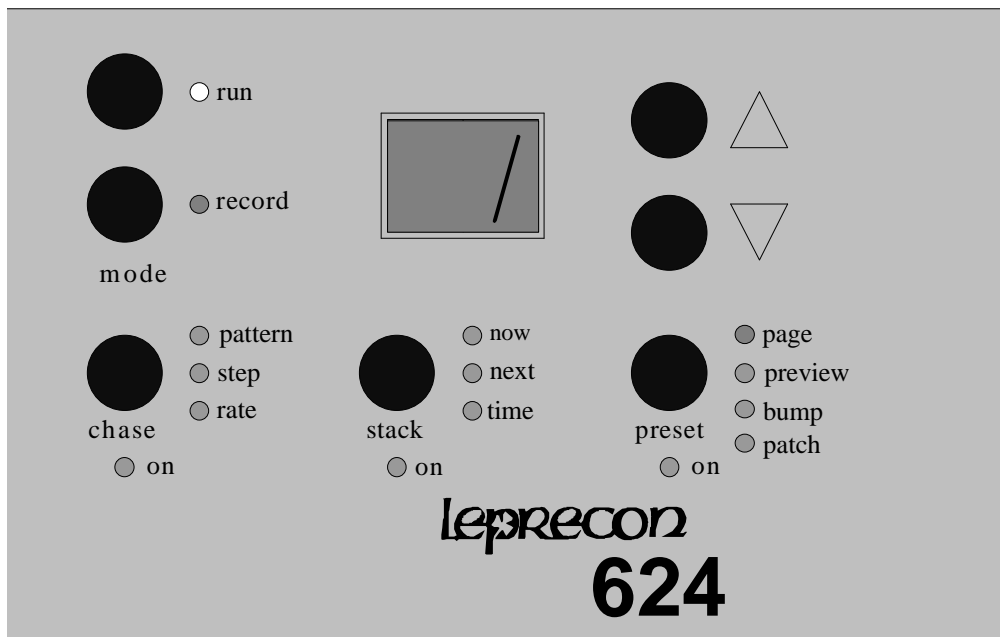 run
record
mode
pattern
step
rate
chase
on
now
next
time
stack
on
page
preview
bump
patch
preset
on
leprecon
624